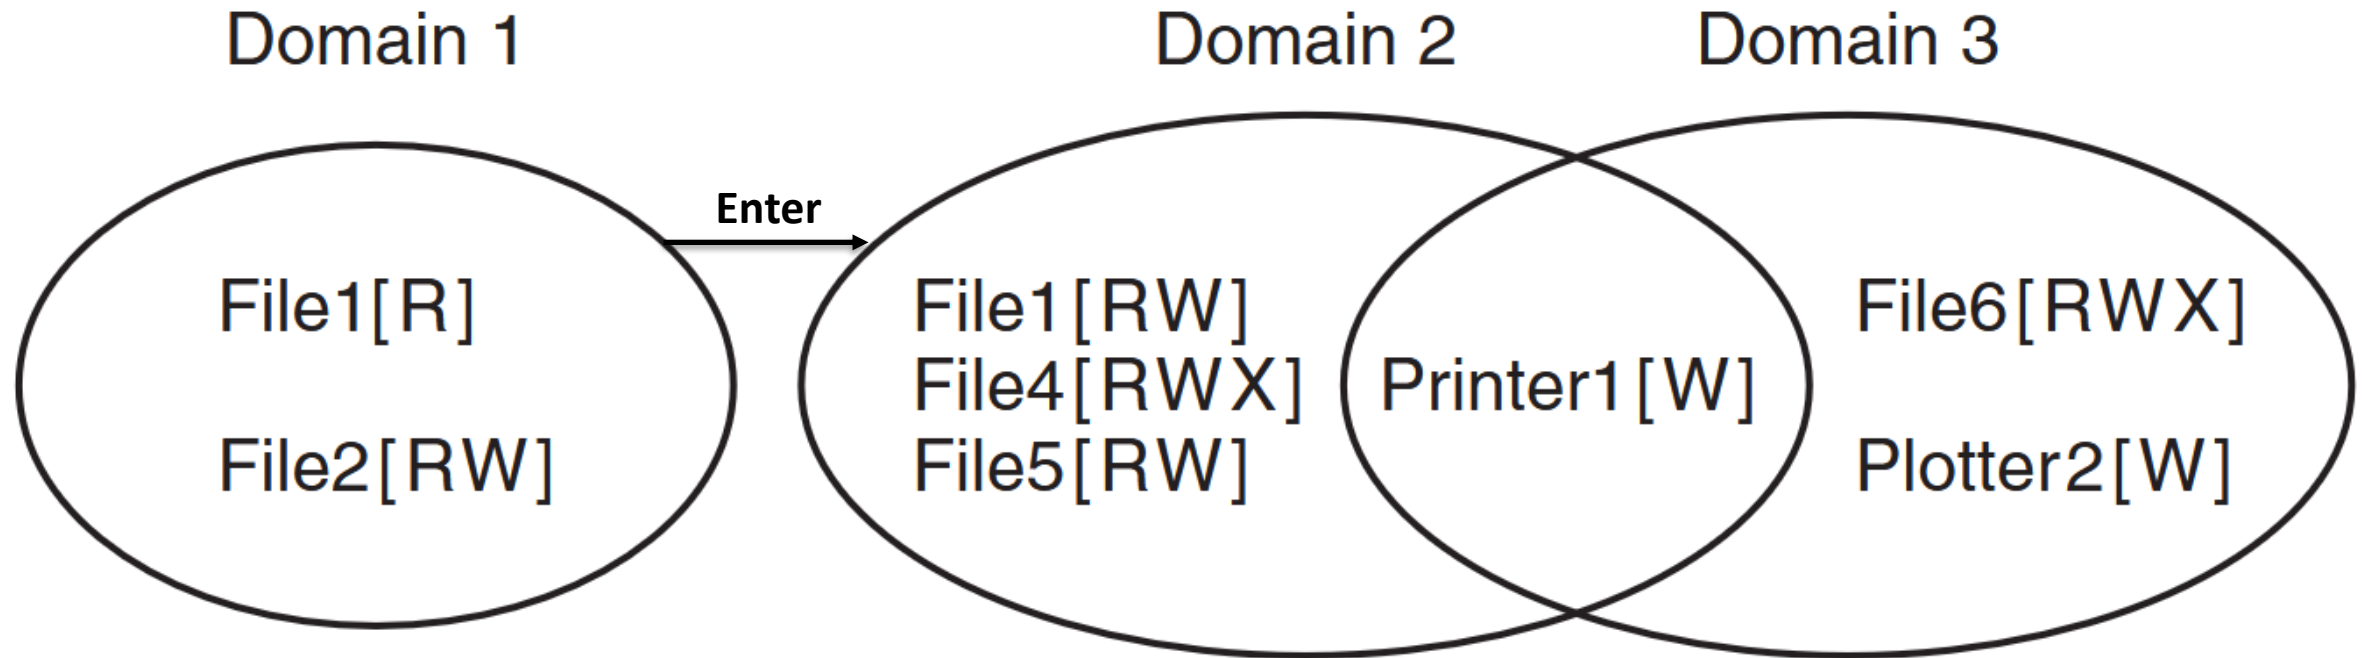 Domain 1
Domain 2
Domain 3
Enter
File1[R]
File2[RW]
File1[RW]
File4[RWX]
File5[RW]
Printer1[W]
File6[RWX]
Plotter2[W]